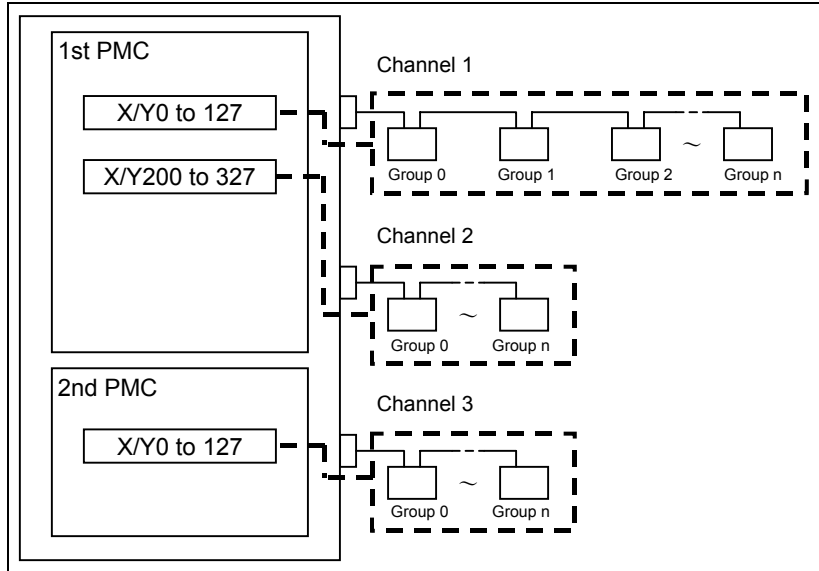 1st PMC
X/Y0 to 127
X/Y200 to 327
Channel 1
Group 0 Group 1 Group 2 ~ Group n
Channel 2
Group 0 ~ Group n
2nd PMC
X/Y0 to 127
Channel 3
Group 0 ~ Group n